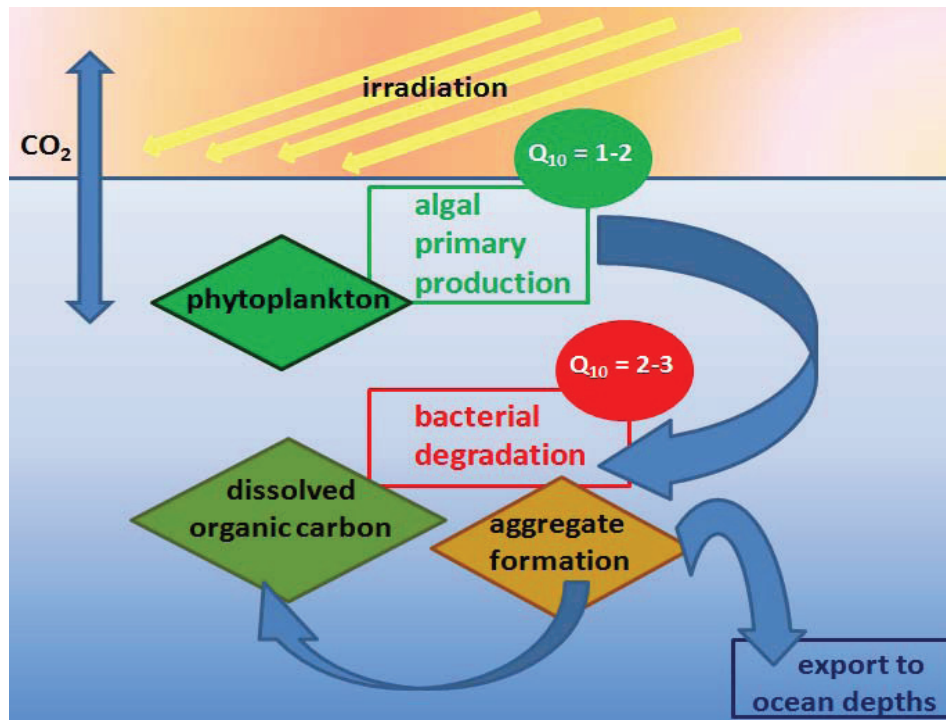 irradiation
CO₂
Q₁₀ = 1-2
algal
primary
production
phytoplankton
Q₁₀ = 2-3
bacterial
degradation
dissolved
organic carbon
aggregate
formation
export to
ocean depths